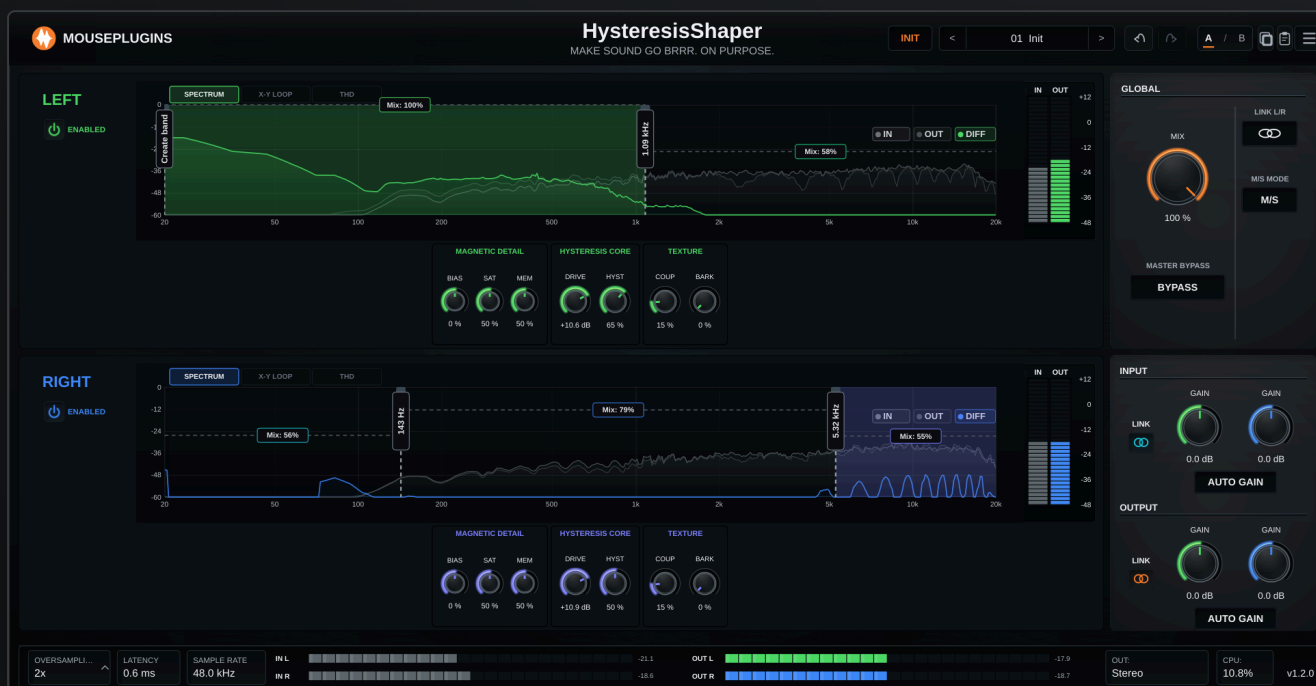 MOUSEPLUGINS
HysteresisShaper
MAKE SOUND GO BRRR. ON PURPOSE.
INIT < 01 Init > A / B
LEFT
ENABLED
SPECTRUM X-Y LOOP THD
Mix: 100%
Create band
1.09 kHz
Mix: 58%
IN OUT DIFF
0
-36
-48
-60
20 50 100 200 500 1k 2k 5k 10k 20k
IN OUT
+12
0
-12
-24
-36
-48
MAGNETIC DETAIL HYSTERESIS CORE TEXTURE
BIAS SAT MEM DRIVE HYST COUP BARK
0 % 50 % 50 % +10.6 dB 65 % 15 % 0 %
GLOBAL
MIX
100 %
LINK L/R
M/S MODE
M/S
MASTER BYPASS
BYPASS
RIGHT
ENABLED
SPECTRUM X-Y LOOP THD
Mix: 56%
143 Hz
Mix: 79%
5.32 kHz
IN OUT DIFF
Mix: 55%
0
-12
-24
-36
-48
-60
20 50 100 200 500 1k 2k 5k 10k 20k
IN OUT
+12
0
-12
-24
-36
-48
MAGNETIC DETAIL HYSTERESIS CORE TEXTURE
BIAS SAT MEM DRIVE HYST COUP BARK
0 % 50 % 50 % +10.9 dB 50 % 15 % 0 %
INPUT
GAIN GAIN
LINK
0.0 dB 0.0 dB
AUTO GAIN
OUTPUT
GAIN GAIN
LINK
0.0 dB 0.0 dB
AUTO GAIN
OVERSAMPLI...
2x
LATENCY
0.6 ms
SAMPLE RATE
48.0 kHz
IN L -21.1
IN R -18.6
OUT L -17.9
OUT R -18.7
OUT:
Stereo
CPU:
10.8%
v1.2.0